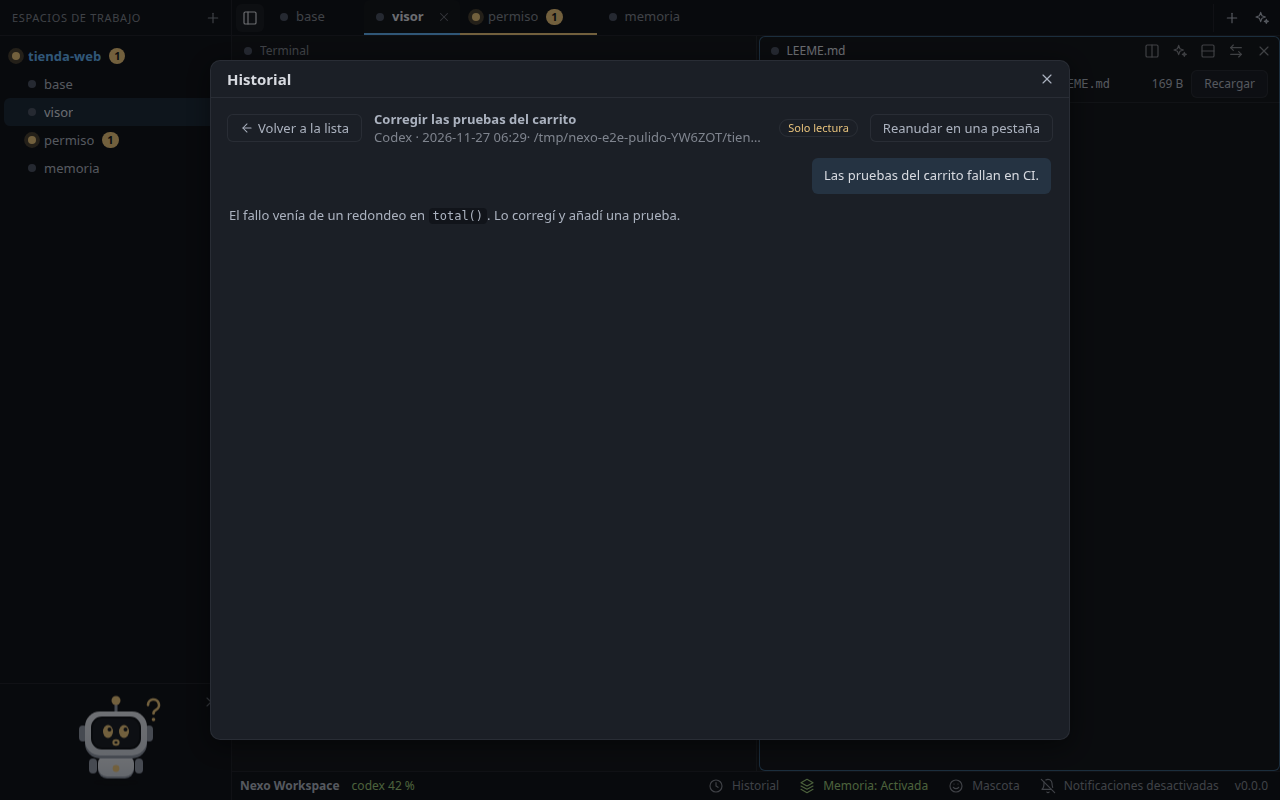 ESPACIOS DE TRABAJO
base
visor
permiso 1
memoria
tienda-web 1
base
visor
permiso 1
memoria
Terminal
LEEME.md
EME.md
169 B
Recargar
Historial
Volver a la lista
Corregir las pruebas del carrito
Codex · 2026-11-27 06:29· /tmp/nexo-e2e-pulido-YW6ZOT/tien...
Solo lectura
Reanudar en una pestaña
Las pruebas del carrito fallan en CI.
El fallo venía de un redondeo en total(). Lo corregí y añadí una prueba.
?
Nexo Workspace
codex 42 %
Historial
Memoria: Activada
Mascota
Notificaciones desactivadas
v0.0.0